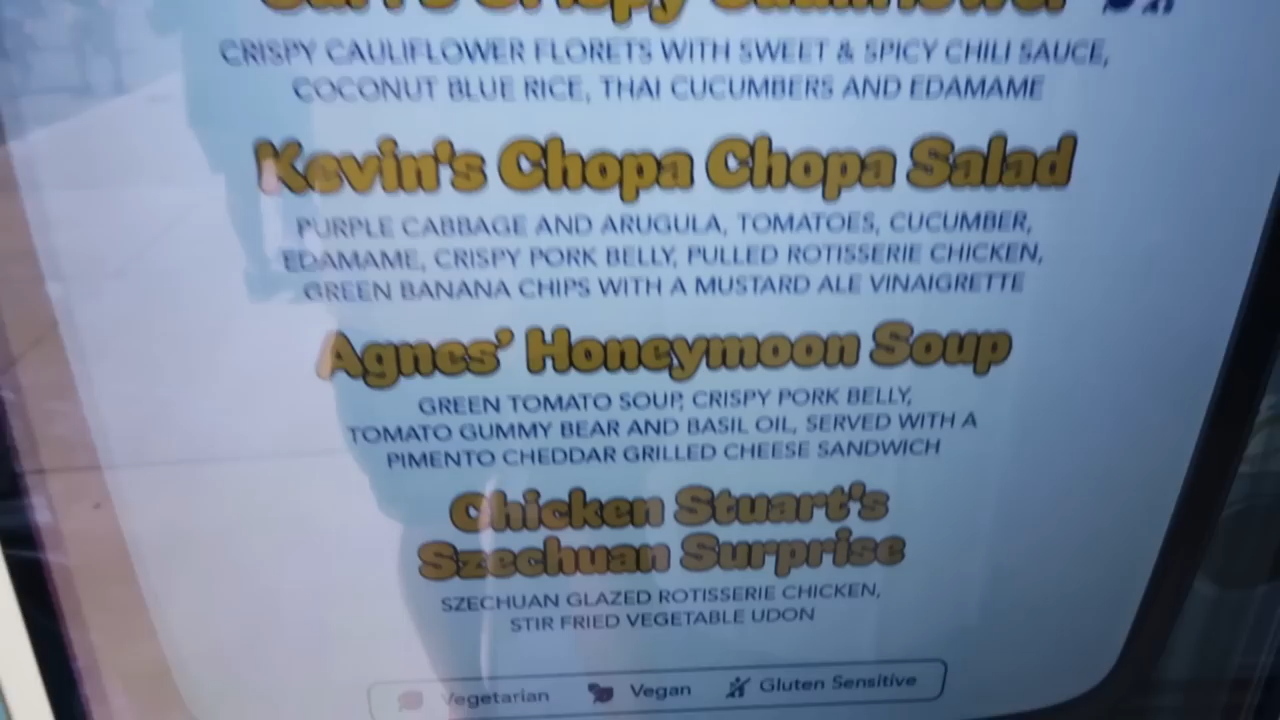 Crispy
CRISPY CAULIFLOWER FLORETS WITH SWEET & SPICY CHILI SAUCE,
COCONUT BLUE RICE, THAI CUCUMBERS AND EDAMAME
Kevin's Chopa Chopa Salad
PURPLE CABBAGE AND ARUGULA, TOMATOES, CUCUMBER,
EDAMAME, CRISPY PORK BELLY, PULLED ROTISSERIE CHICKEN,
GREEN BANANA CHIPS WITH A MUSTARD ALE VINAIGRETTE
Agnes' Honeymoon Soup
GREEN TOMATO SOUP, CRISPY PORK BELLY,
TOMATO GUMMY BEAR AND BASIL OIL, SERVED WITH A
PIMENTO CHEDDAR GRILLED CHEESE SANDWICH
Chicken Stuart's
Szechuan Surprise
SZECHUAN GLAZED ROTISSERIE CHICKEN,
STIR FRIED VEGETABLE UDON
Vegetarian Vegan Gluten Sensitive